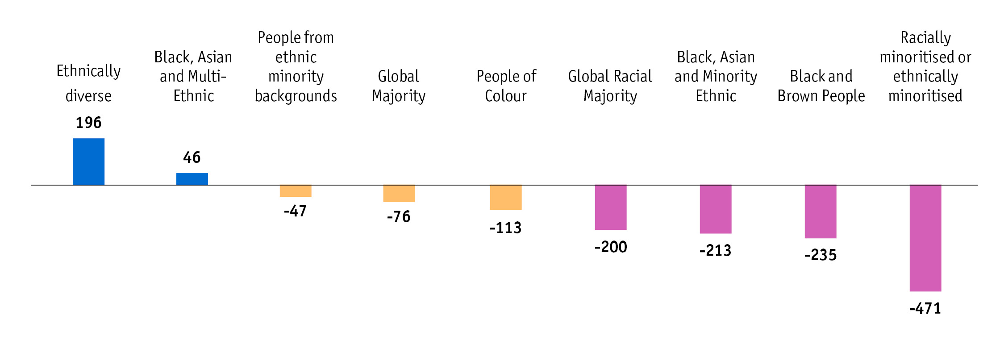 Ethnically
diverse
196
Black, Asian
and Multi-
Ethnic
46
People from
ethnic
minority
backgrounds
-47
Global
Majority
-76
People of
Colour
-113
Global Racial
Majority
-200
Black, Asian
and Minority
Ethnic
-213
Black and
Brown People
-235
Racially
minoritised or
ethnically
minoritised
-471